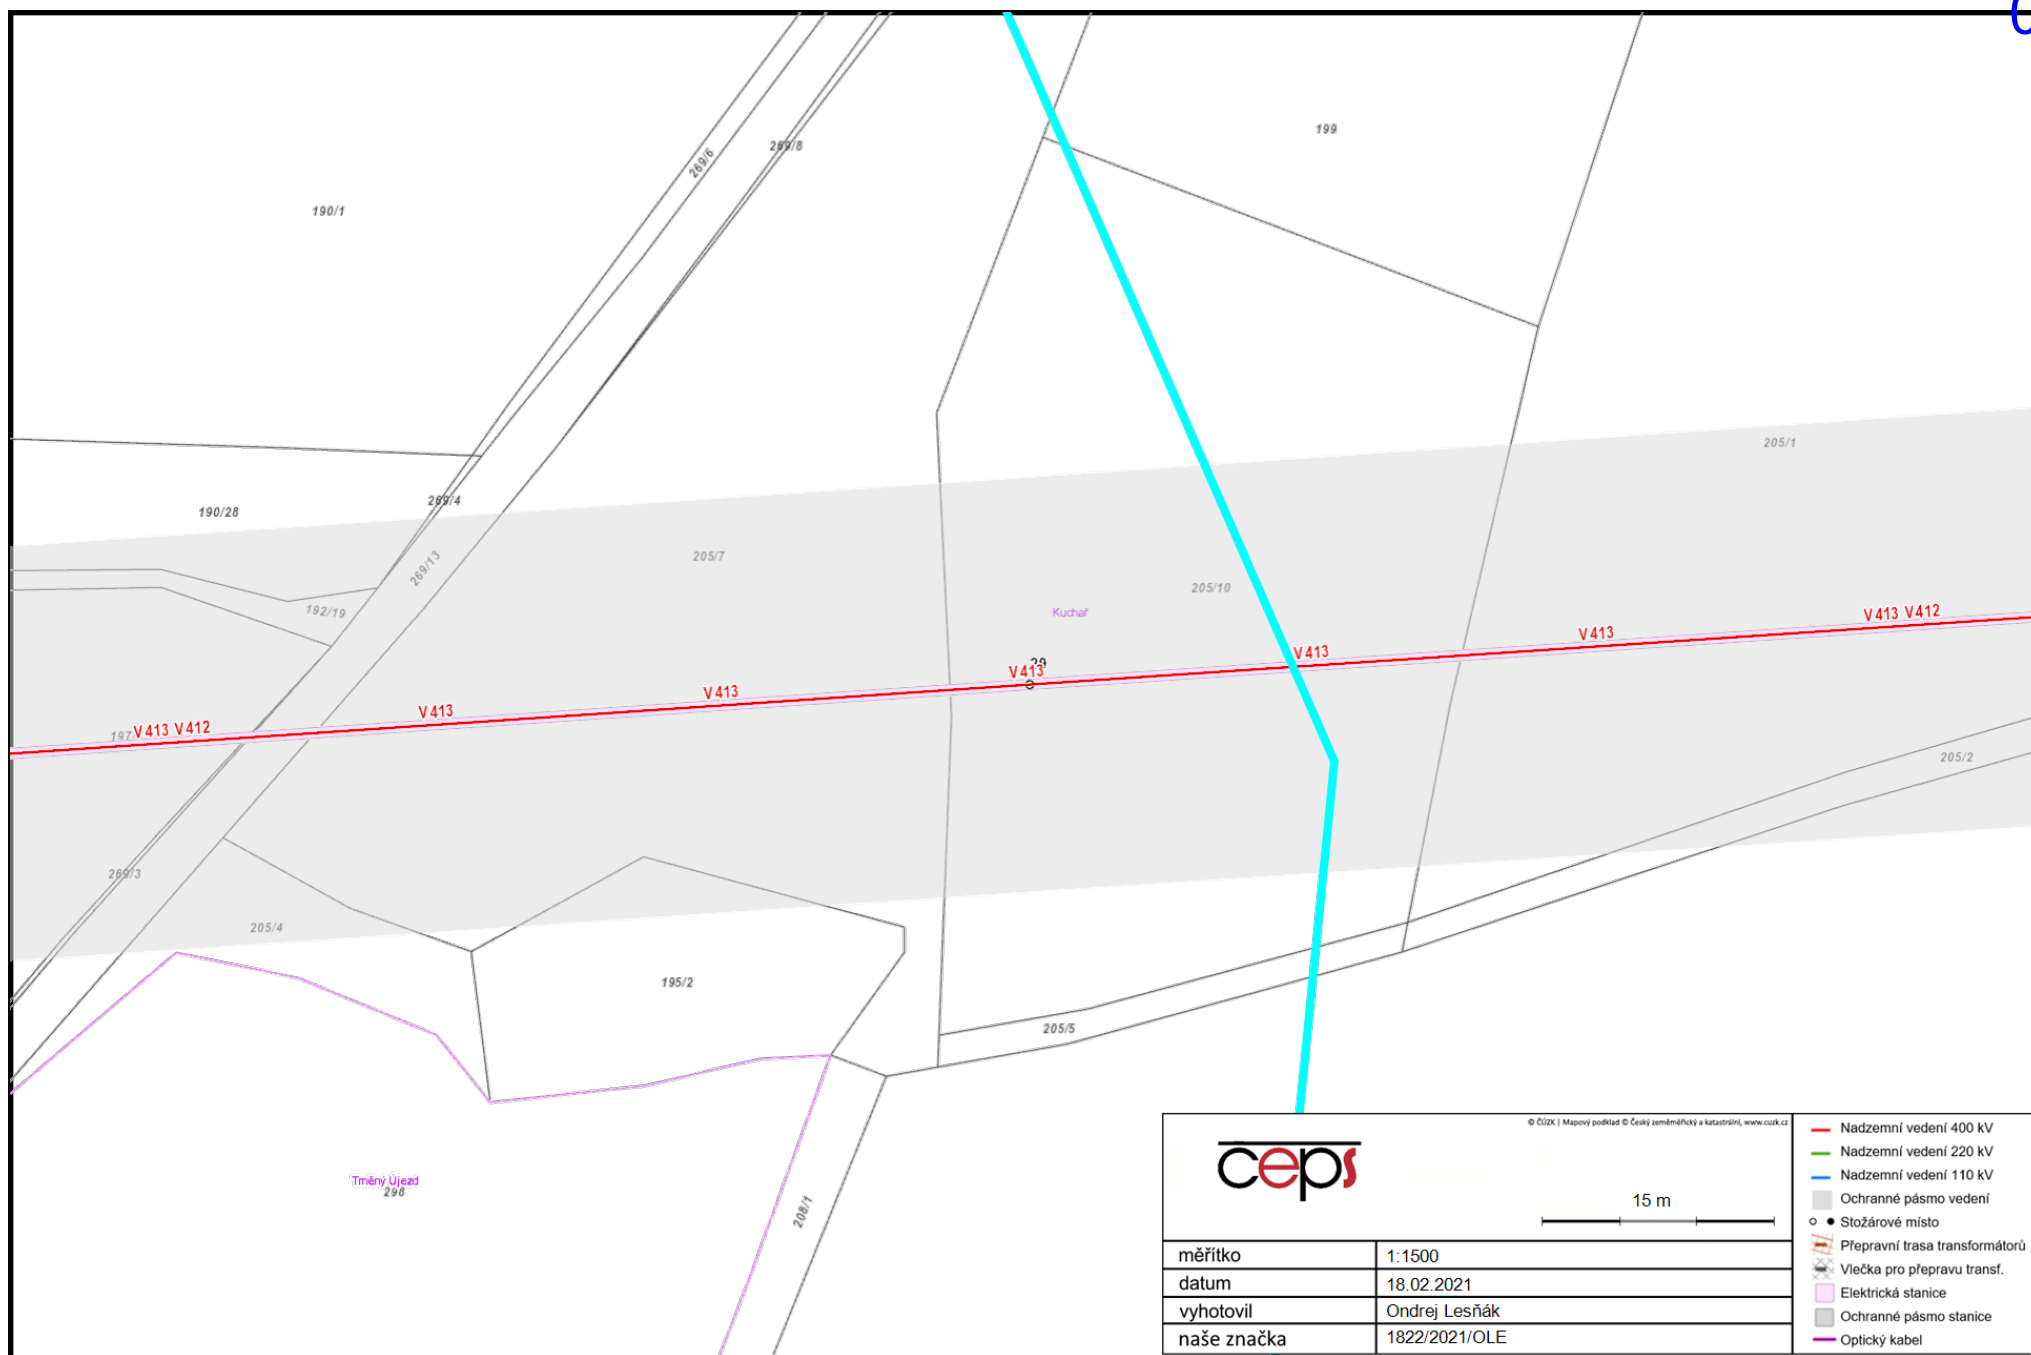 199
269/6
269/8
190/1
205/1
269/4
190/28
269/13
205/7
205/10
192/19
Kuchař
V413 V412
V413
V413
29
V413
V413
V413
V413 V412
197
205/2
269/3
205/4
195/2
205/5
Tměný Újezd
298
208/1
© ČÚZK | Mapový podklad © Český zeměměřický a katastrální, www.cuzk.cz
čeps
15 m
měřítko 1:1500
datum 18.02.2021
vyhotovil Ondrej Lesňák
naše značka 1822/2021/OLE
Nadzemní vedení 400 kV
Nadzemní vedení 220 kV
Nadzemní vedení 110 kV
Ochranné pásmo vedení
Stožárové místo
Přepravní trasa transformátorů
Vlečka pro přepravu transf.
Elektrická stanice
Ochranné pásmo stanice
Optický kabel